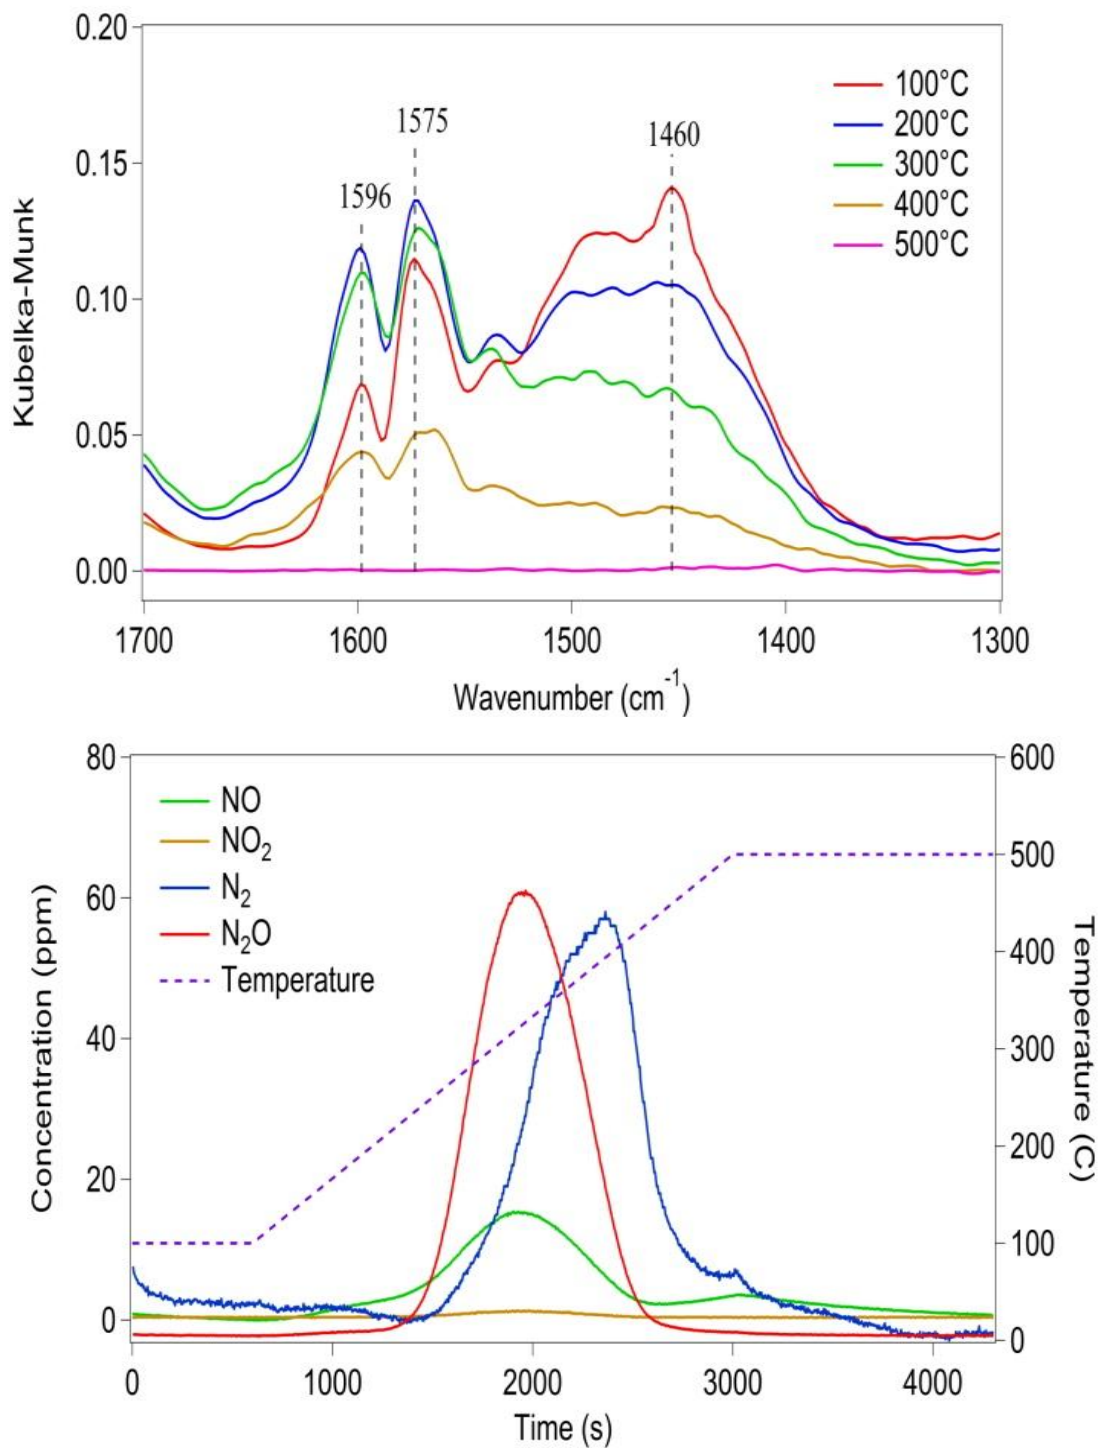 0.20
0.15
0.10
0.05
0.00
Kubelka-Munk
1596
1575
1460
100°C
200°C
300°C
400°C
500°C
1700
1600
1500
1400
1300
Wavenumber (cm⁻¹)
80
60
40
20
0
Concentration (ppm)
NO
NO₂
N₂
N₂O
Temperature
600
500
400
300
200
100
0
Temperature (C)
0
1000
2000
3000
4000
Time (s)